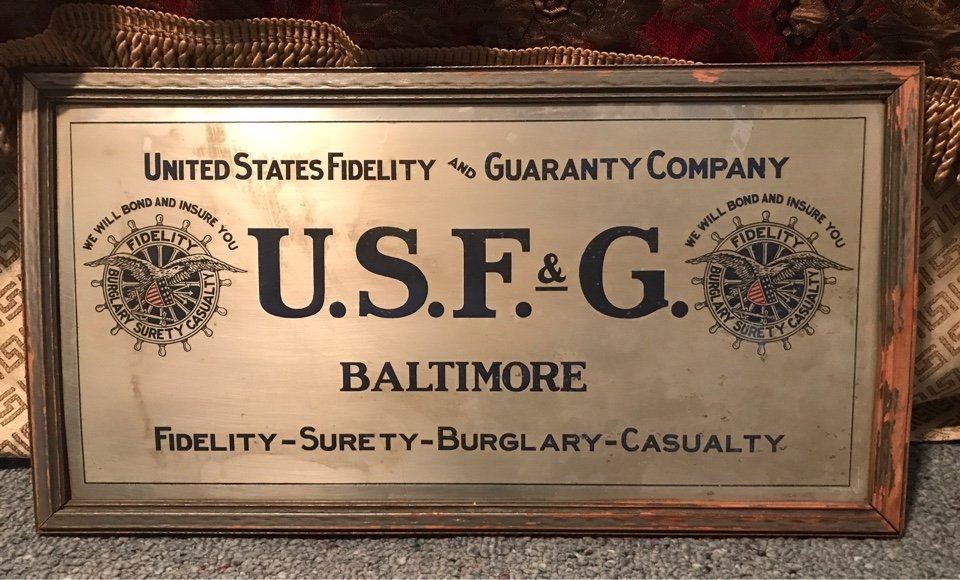 UNITED STATES FIDELITY AND GUARANTY COMPANY
WE WILL BOND AND INSURE YOU
FIDELITY
BURGLARY SURETY CASUALTY
U.S.F.& G.
WE WILL BOND AND INSURE YOU
FIDELITY
BURGLARY SURETY CASUALTY
BALTIMORE
FIDELITY-SURETY-BURGLARY-CASUALTY